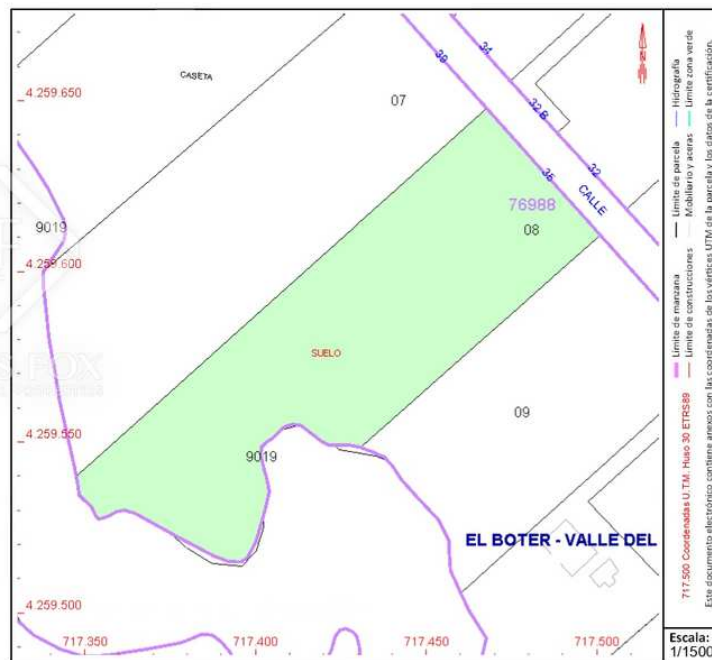 CASETA
07
39
34
32.B
32
35
CALLE
76988
08
9019
SUELO
09
9019
EL BOTER - VALLE DEL
4.259.650
4.259.600
4.259.550
4.259.500
717.350
717.400
717.450
717.500
Hidrografía
Límite zona verde
Límite de parcela
Mobiliario y aceras
Límite de manzana
Límite de construcciones
717.500 Coordenadas U.T.M. Huso 30 ETRS89
Este documento electrónico contiene anexos con las coordenadas de los vértices UTM de la parcela y los datos de la certificación.
Escala:
1/1500
S FOX